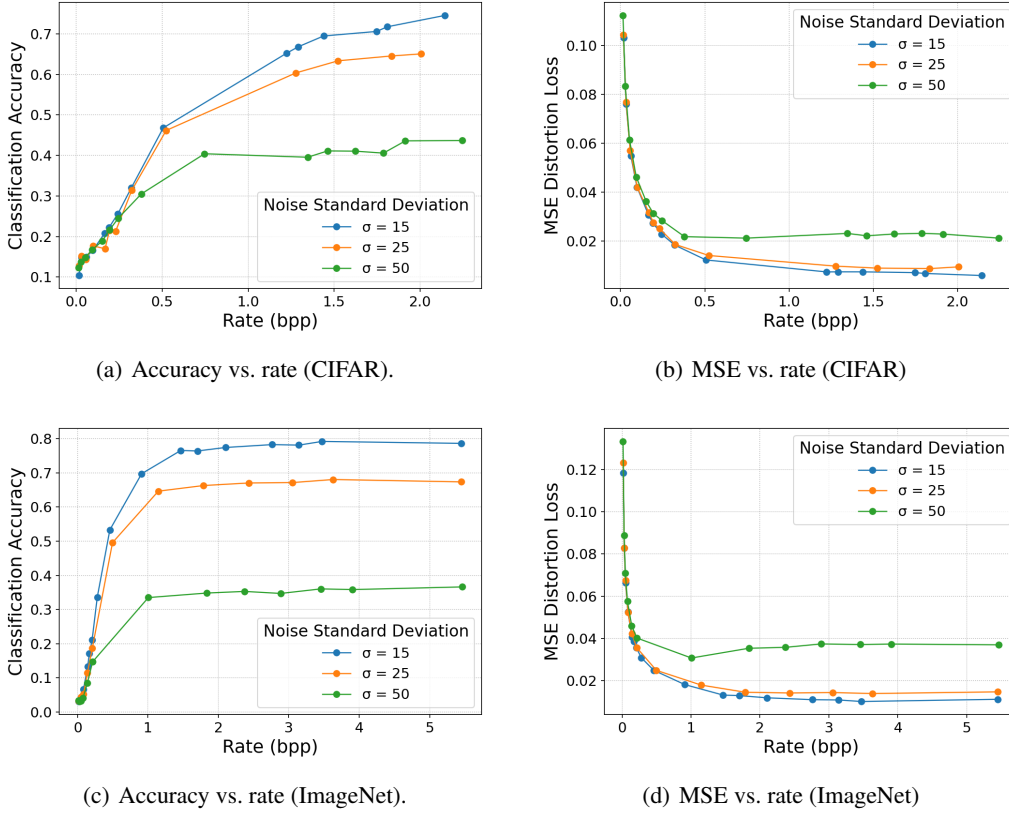 Classification Accuracy
0.7
0.6
0.5
0.4
0.3
0.2
0.1
Noise Standard Deviation
σ = 15
σ = 25
σ = 50
0.0 0.5 1.0 1.5 2.0
Rate (bpp)
(a) Accuracy vs. rate (CIFAR).
MSE Distortion Loss
0.10
0.08
0.06
0.04
0.02
Noise Standard Deviation
σ = 15
σ = 25
σ = 50
0.0 0.5 1.0 1.5 2.0
Rate (bpp)
(b) MSE vs. rate (CIFAR)
Classification Accuracy
0.8
0.7
0.6
0.5
0.4
0.3
0.2
0.1
0.0
Noise Standard Deviation
σ = 15
σ = 25
σ = 50
0 1 2 3 4 5
Rate (bpp)
(c) Accuracy vs. rate (ImageNet).
MSE Distortion Loss
0.12
0.10
0.08
0.06
0.04
0.02
Noise Standard Deviation
σ = 15
σ = 25
σ = 50
0 1 2 3 4 5
Rate (bpp)
(d) MSE vs. rate (ImageNet)